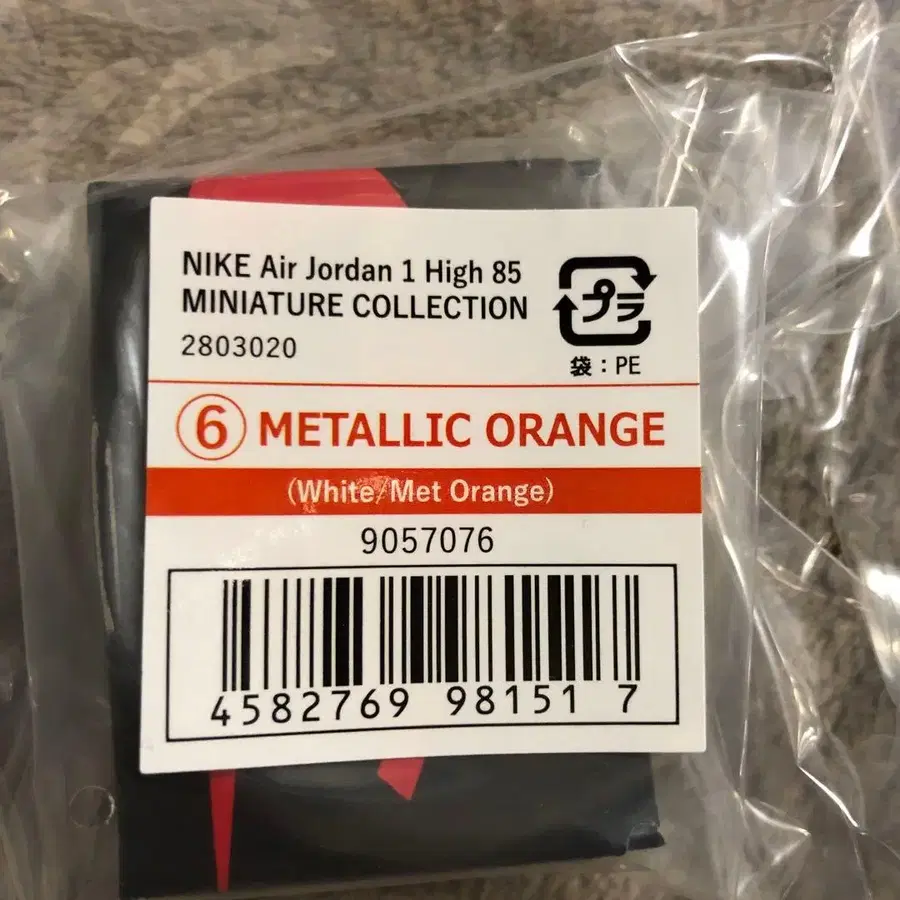 NIKE Air Jordan 1 High 85
MINIATURE COLLECTION
2803020
プラ
袋：PE
⑥ METALLIC ORANGE
(White/Met Orange)
9057076
4582769 98151 7